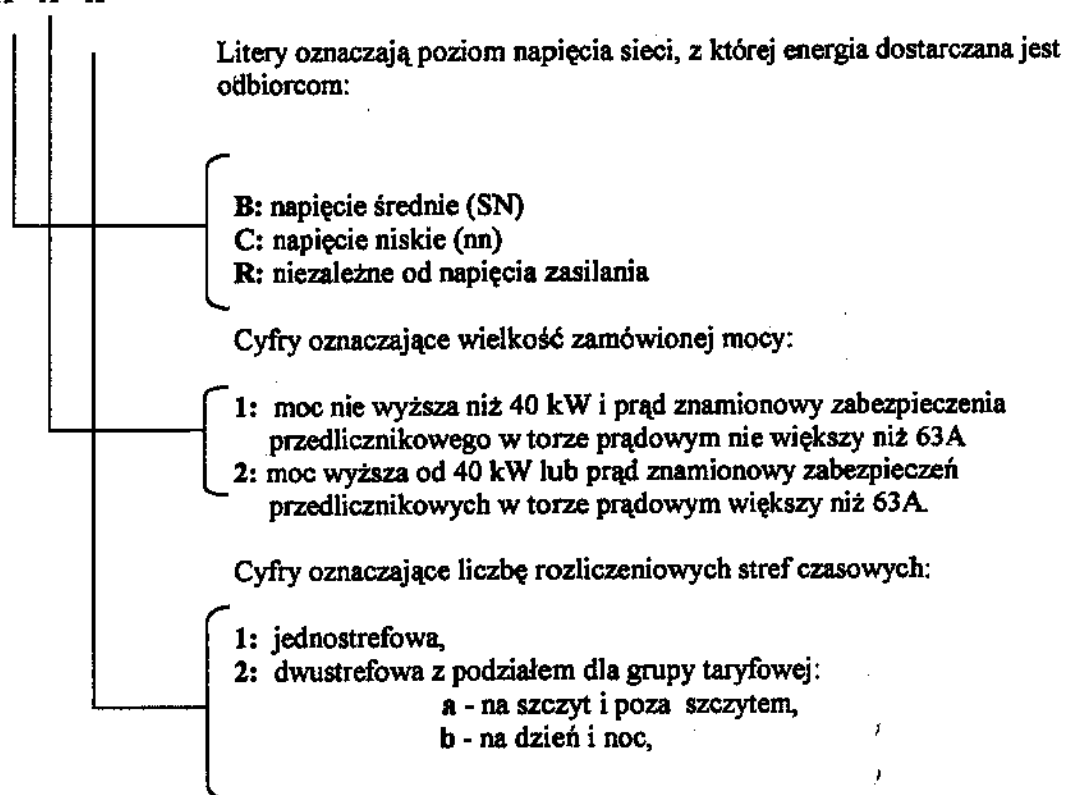 Litery oznaczają poziom napięcia sieci, z której energia dostarczana jest
odbiorcom:
B: napięcie średnie (SN)
C: napięcie niskie (nn)
R: niezależne od napięcia zasilania
Cyfry oznaczające wielkość zamówionej mocy:
1: moc nie wyższa niż 40 kW i prąd znamionowy zabezpieczenia
przedlicznikowego w torze prądowym nie większy niż 63A
2: moc wyższa od 40 kW lub prąd znamionowy zabezpieczeń
przedlicznikowych w torze prądowym większy niż 63A.
Cyfry oznaczające liczbę rozliczeniowych stref czasowych:
1: jednostrefowa,
2: dwustrefowa z podziałem dla grupy taryfowej:
a - na szczyt i poza szczytem,
b - na dzień i noc,